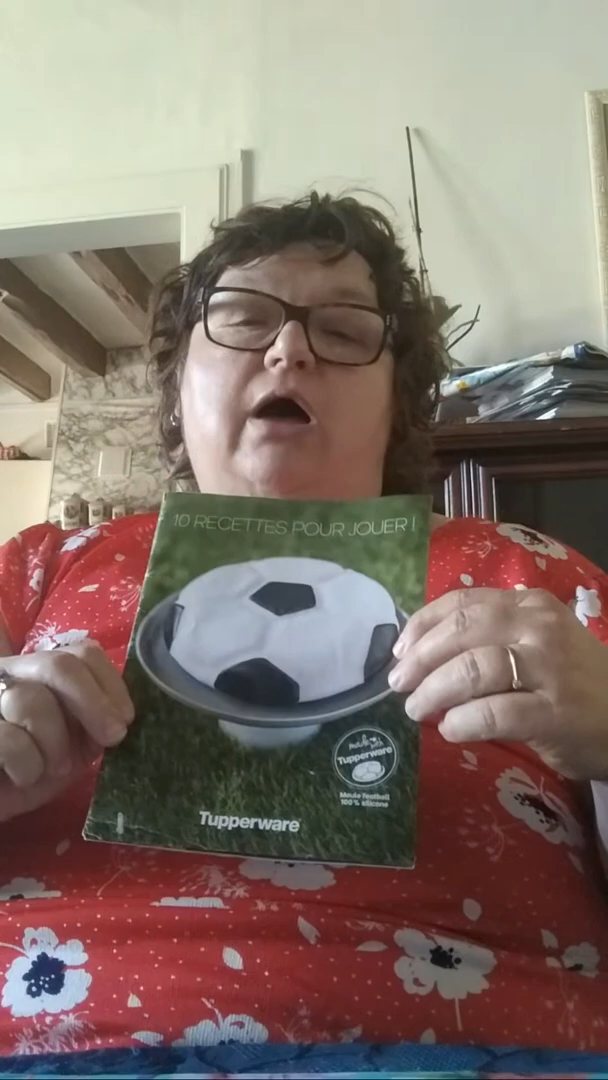 10 RECETTES POUR JOUER !
Tupperware
Moule Football
100 % silicone
Tupperware